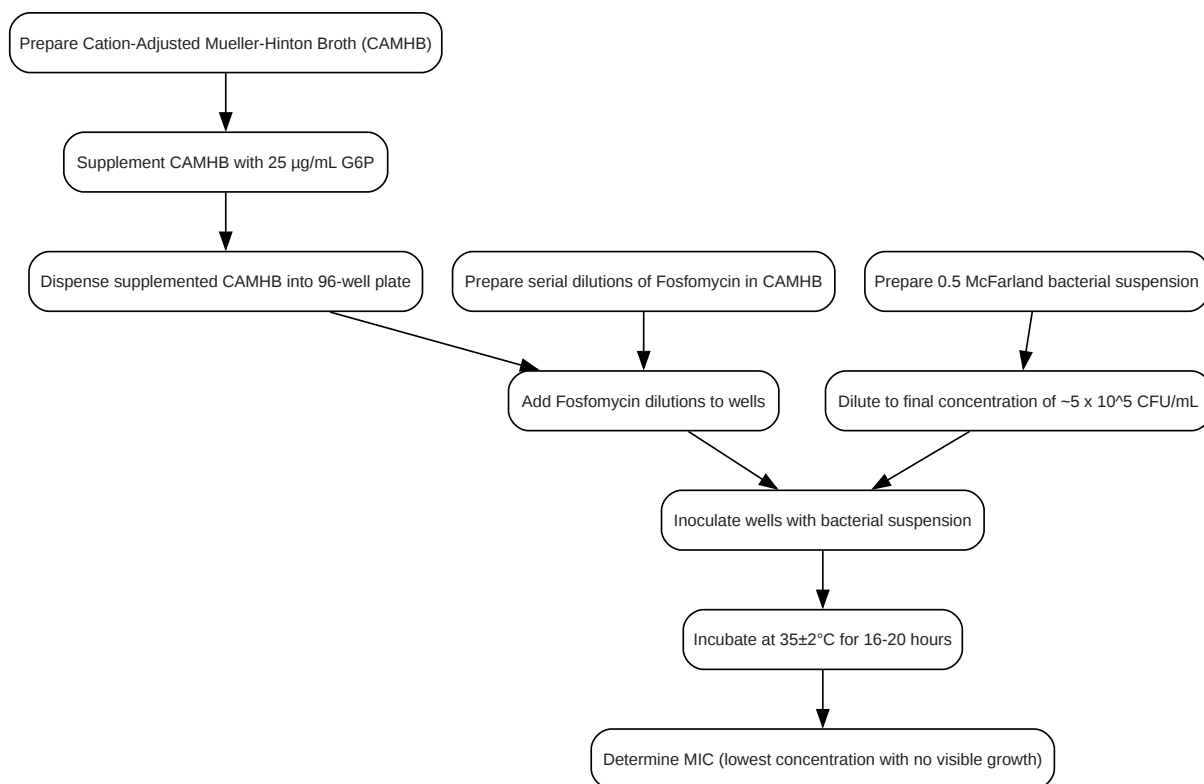 Prepare Cation-Adjusted Mueller-Hinton Broth (CAMHB)
Supplement CAMHB with 25 µg/mL G6P
Dispense supplemented CAMHB into 96-well plate
Prepare serial dilutions of Fosfomycin in CAMHB
Prepare 0.5 McFarland bacterial suspension
Add Fosfomycin dilutions to wells
Dilute to final concentration of ~5 x 10^5 CFU/mL
Inoculate wells with bacterial suspension
Incubate at 35±2°C for 16-20 hours
Determine MIC (lowest concentration with no visible growth)